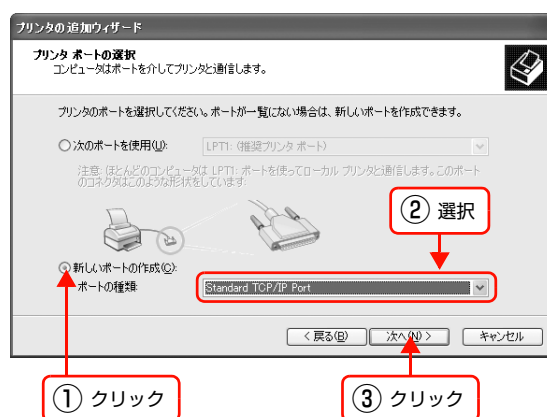 プリンタの追加ウィザード
プリンタ ポートの選択
コンピュータはポートを介してプリンタと通信します。
プリンタのポートを選択してください。ポートが一覧にない場合は、新しいポートを作成できます。
次のポートを使用(U):
LPT1: (推奨プリンタ ポート)
注意: ほとんどのコンピュータは LPT1: ポートを使ってローカル プリンタと通信します。このポート
のコネクタはこのような形状をしています:
② 選択
新しいポートの作成(C):
ポートの種類:
Standard TCP/IP Port
< 戻る(B)
次へ(N) >
キャンセル
① クリック
③ クリック